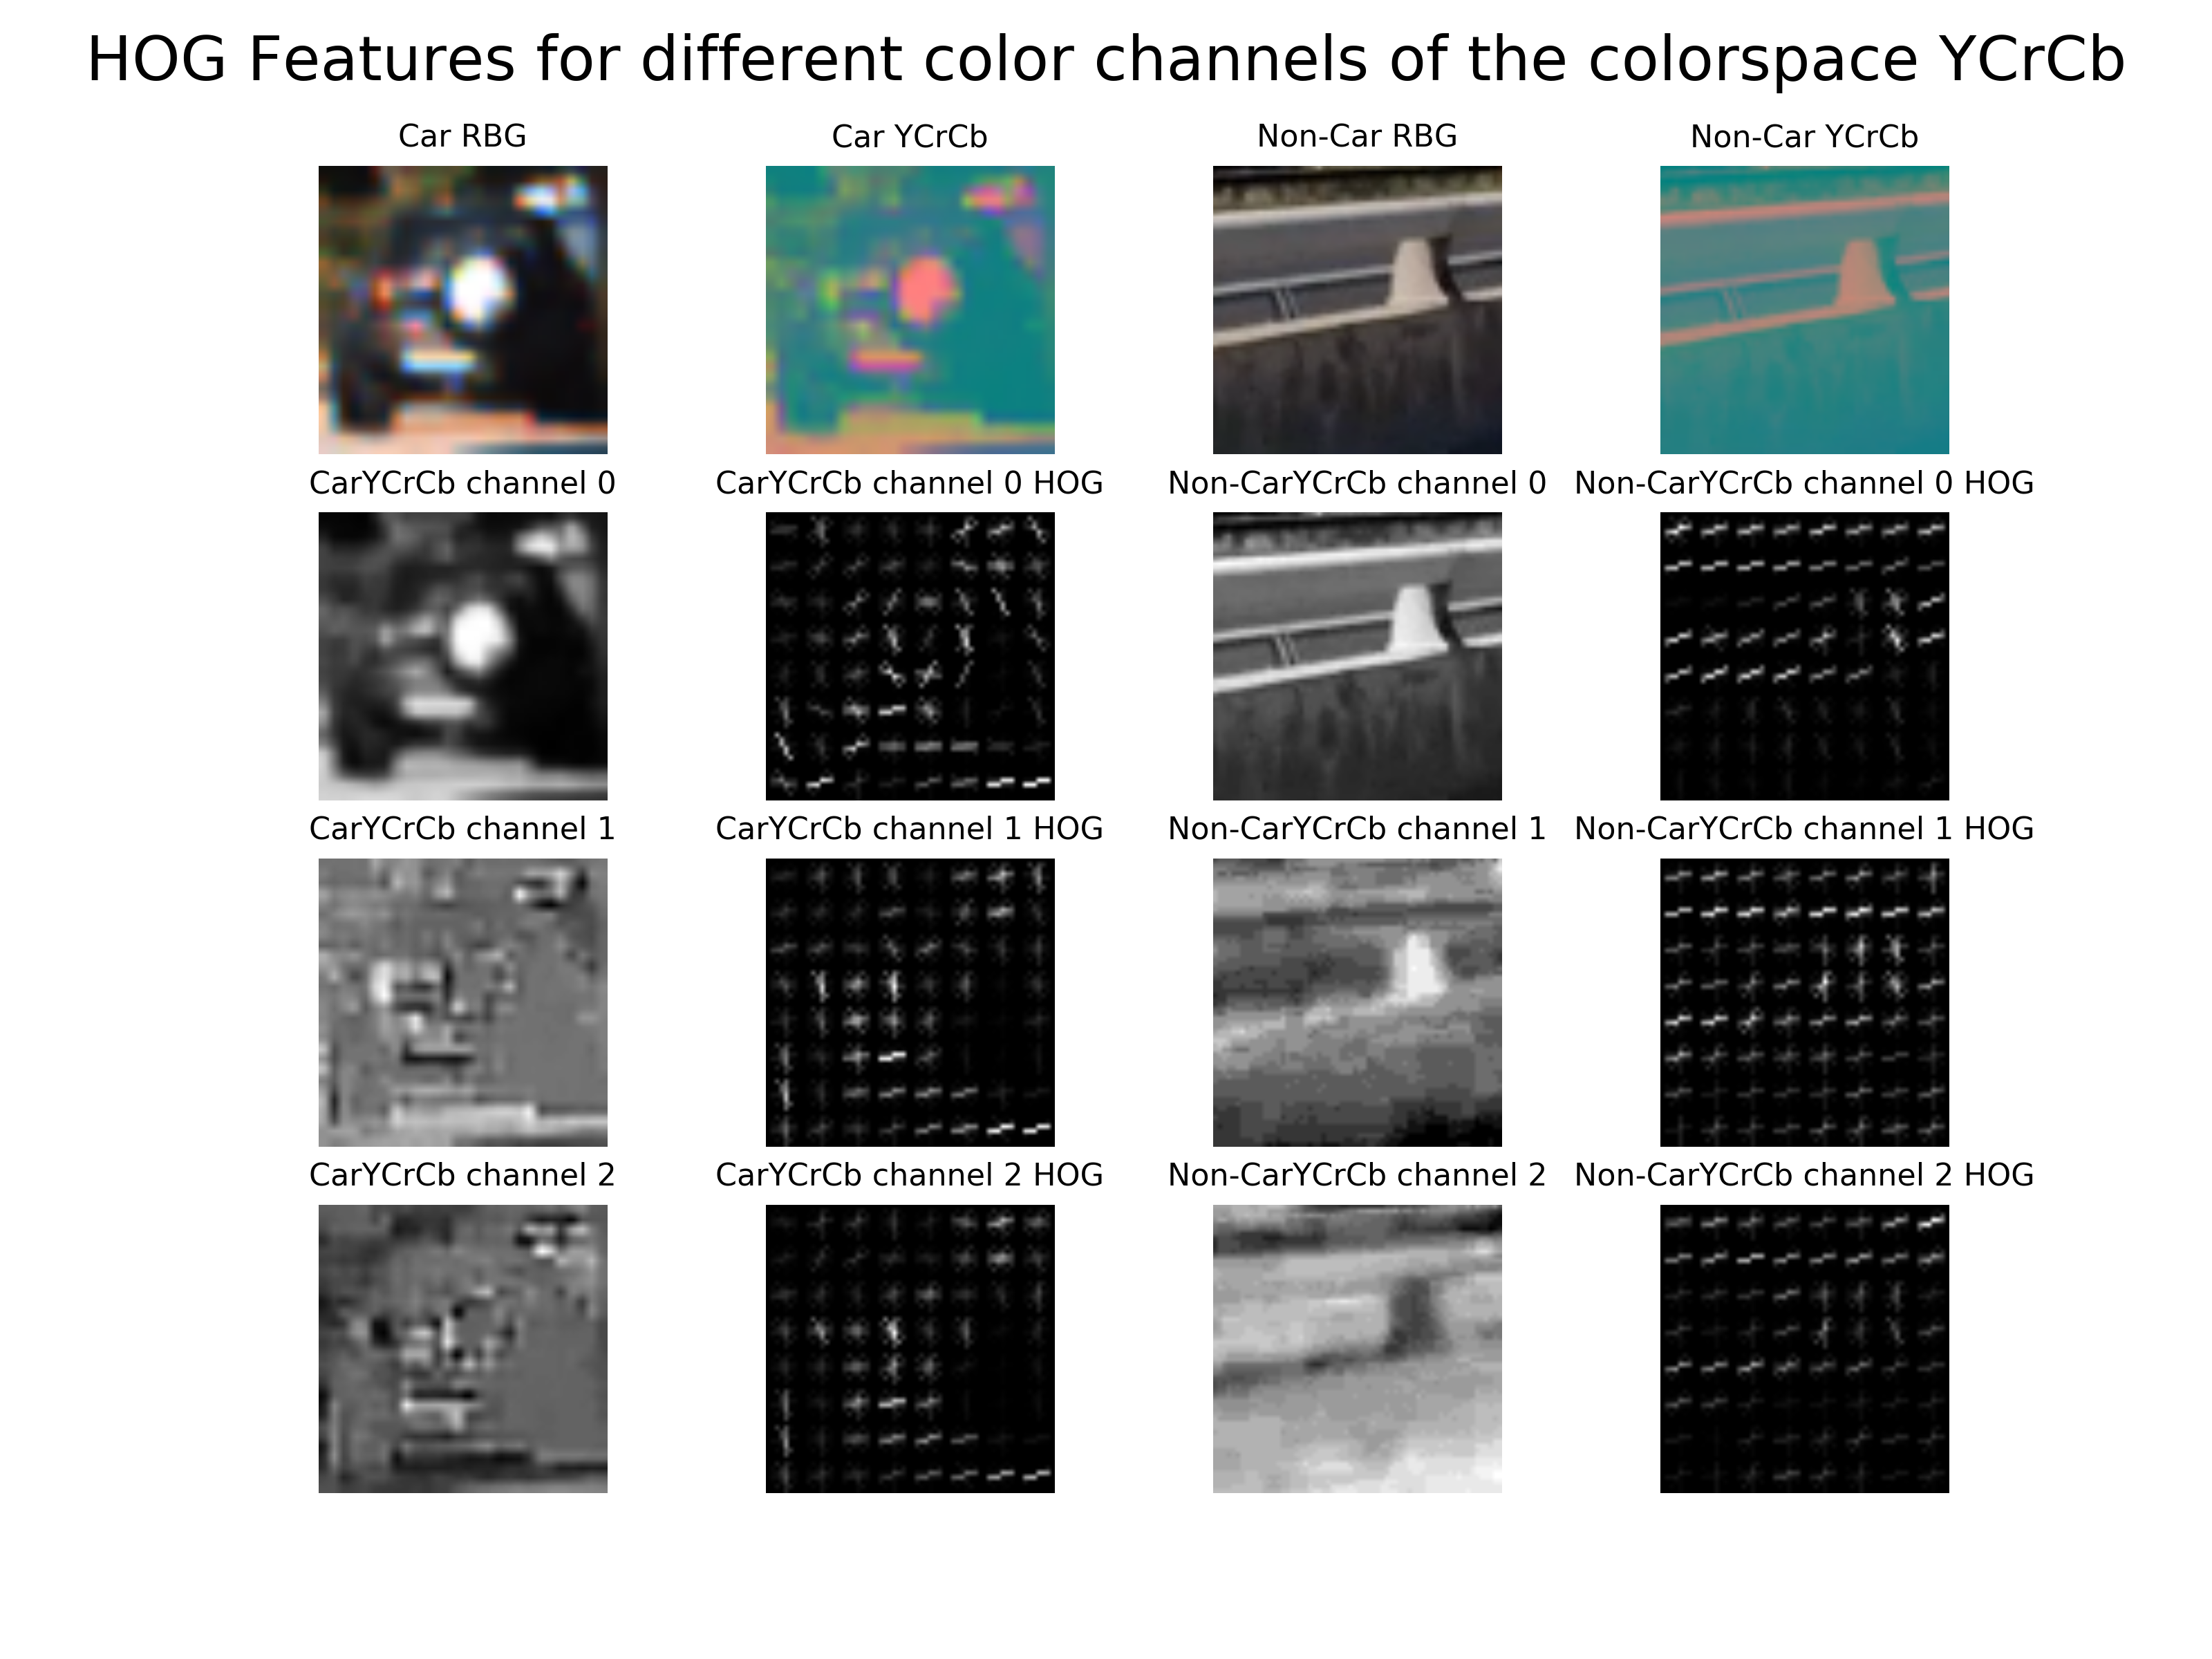 HOG Features for different color channels of the colorspace YCrCb
Car RBG
Car YCrCb
Non-Car RBG
Non-Car YCrCb
CarYCrCb channel 0
CarYCrCb channel 0 HOG
Non-CarYCrCb channel 0
Non-CarYCrCb channel 0 HOG
CarYCrCb channel 1
CarYCrCb channel 1 HOG
Non-CarYCrCb channel 1
Non-CarYCrCb channel 1 HOG
CarYCrCb channel 2
CarYCrCb channel 2 HOG
Non-CarYCrCb channel 2
Non-CarYCrCb channel 2 HOG